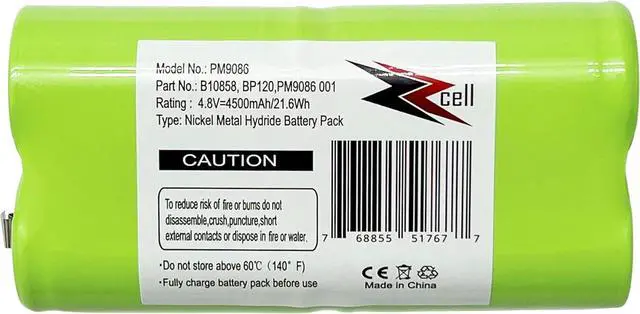 Model No.: PM9086
Part No.: B10858, BP120,PM9086 001
Rating : 4.8V=4500mAh/21.6Wh
Type: Nickel Metal Hydride Battery Pack
cell
CAUTION
To reduce risk of fire or burns do not
disassemble,crush,puncture,short
external contacts or dispose in fire or water.
7 68855 51767 7
·Do not store above 60℃ (140° F)
·Fully charge battery pack before use
CE
Made in China